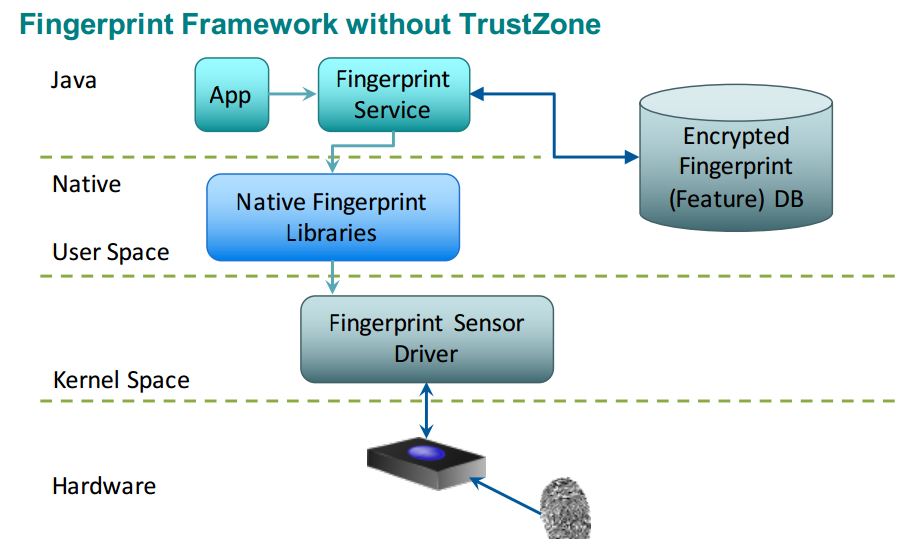 Fingerprint Framework without TrustZone
Java
App
Fingerprint
Service
Encrypted
Fingerprint
(Feature) DB
Native
Native Fingerprint
Libraries
User Space
Fingerprint Sensor
Driver
Kernel Space
Hardware